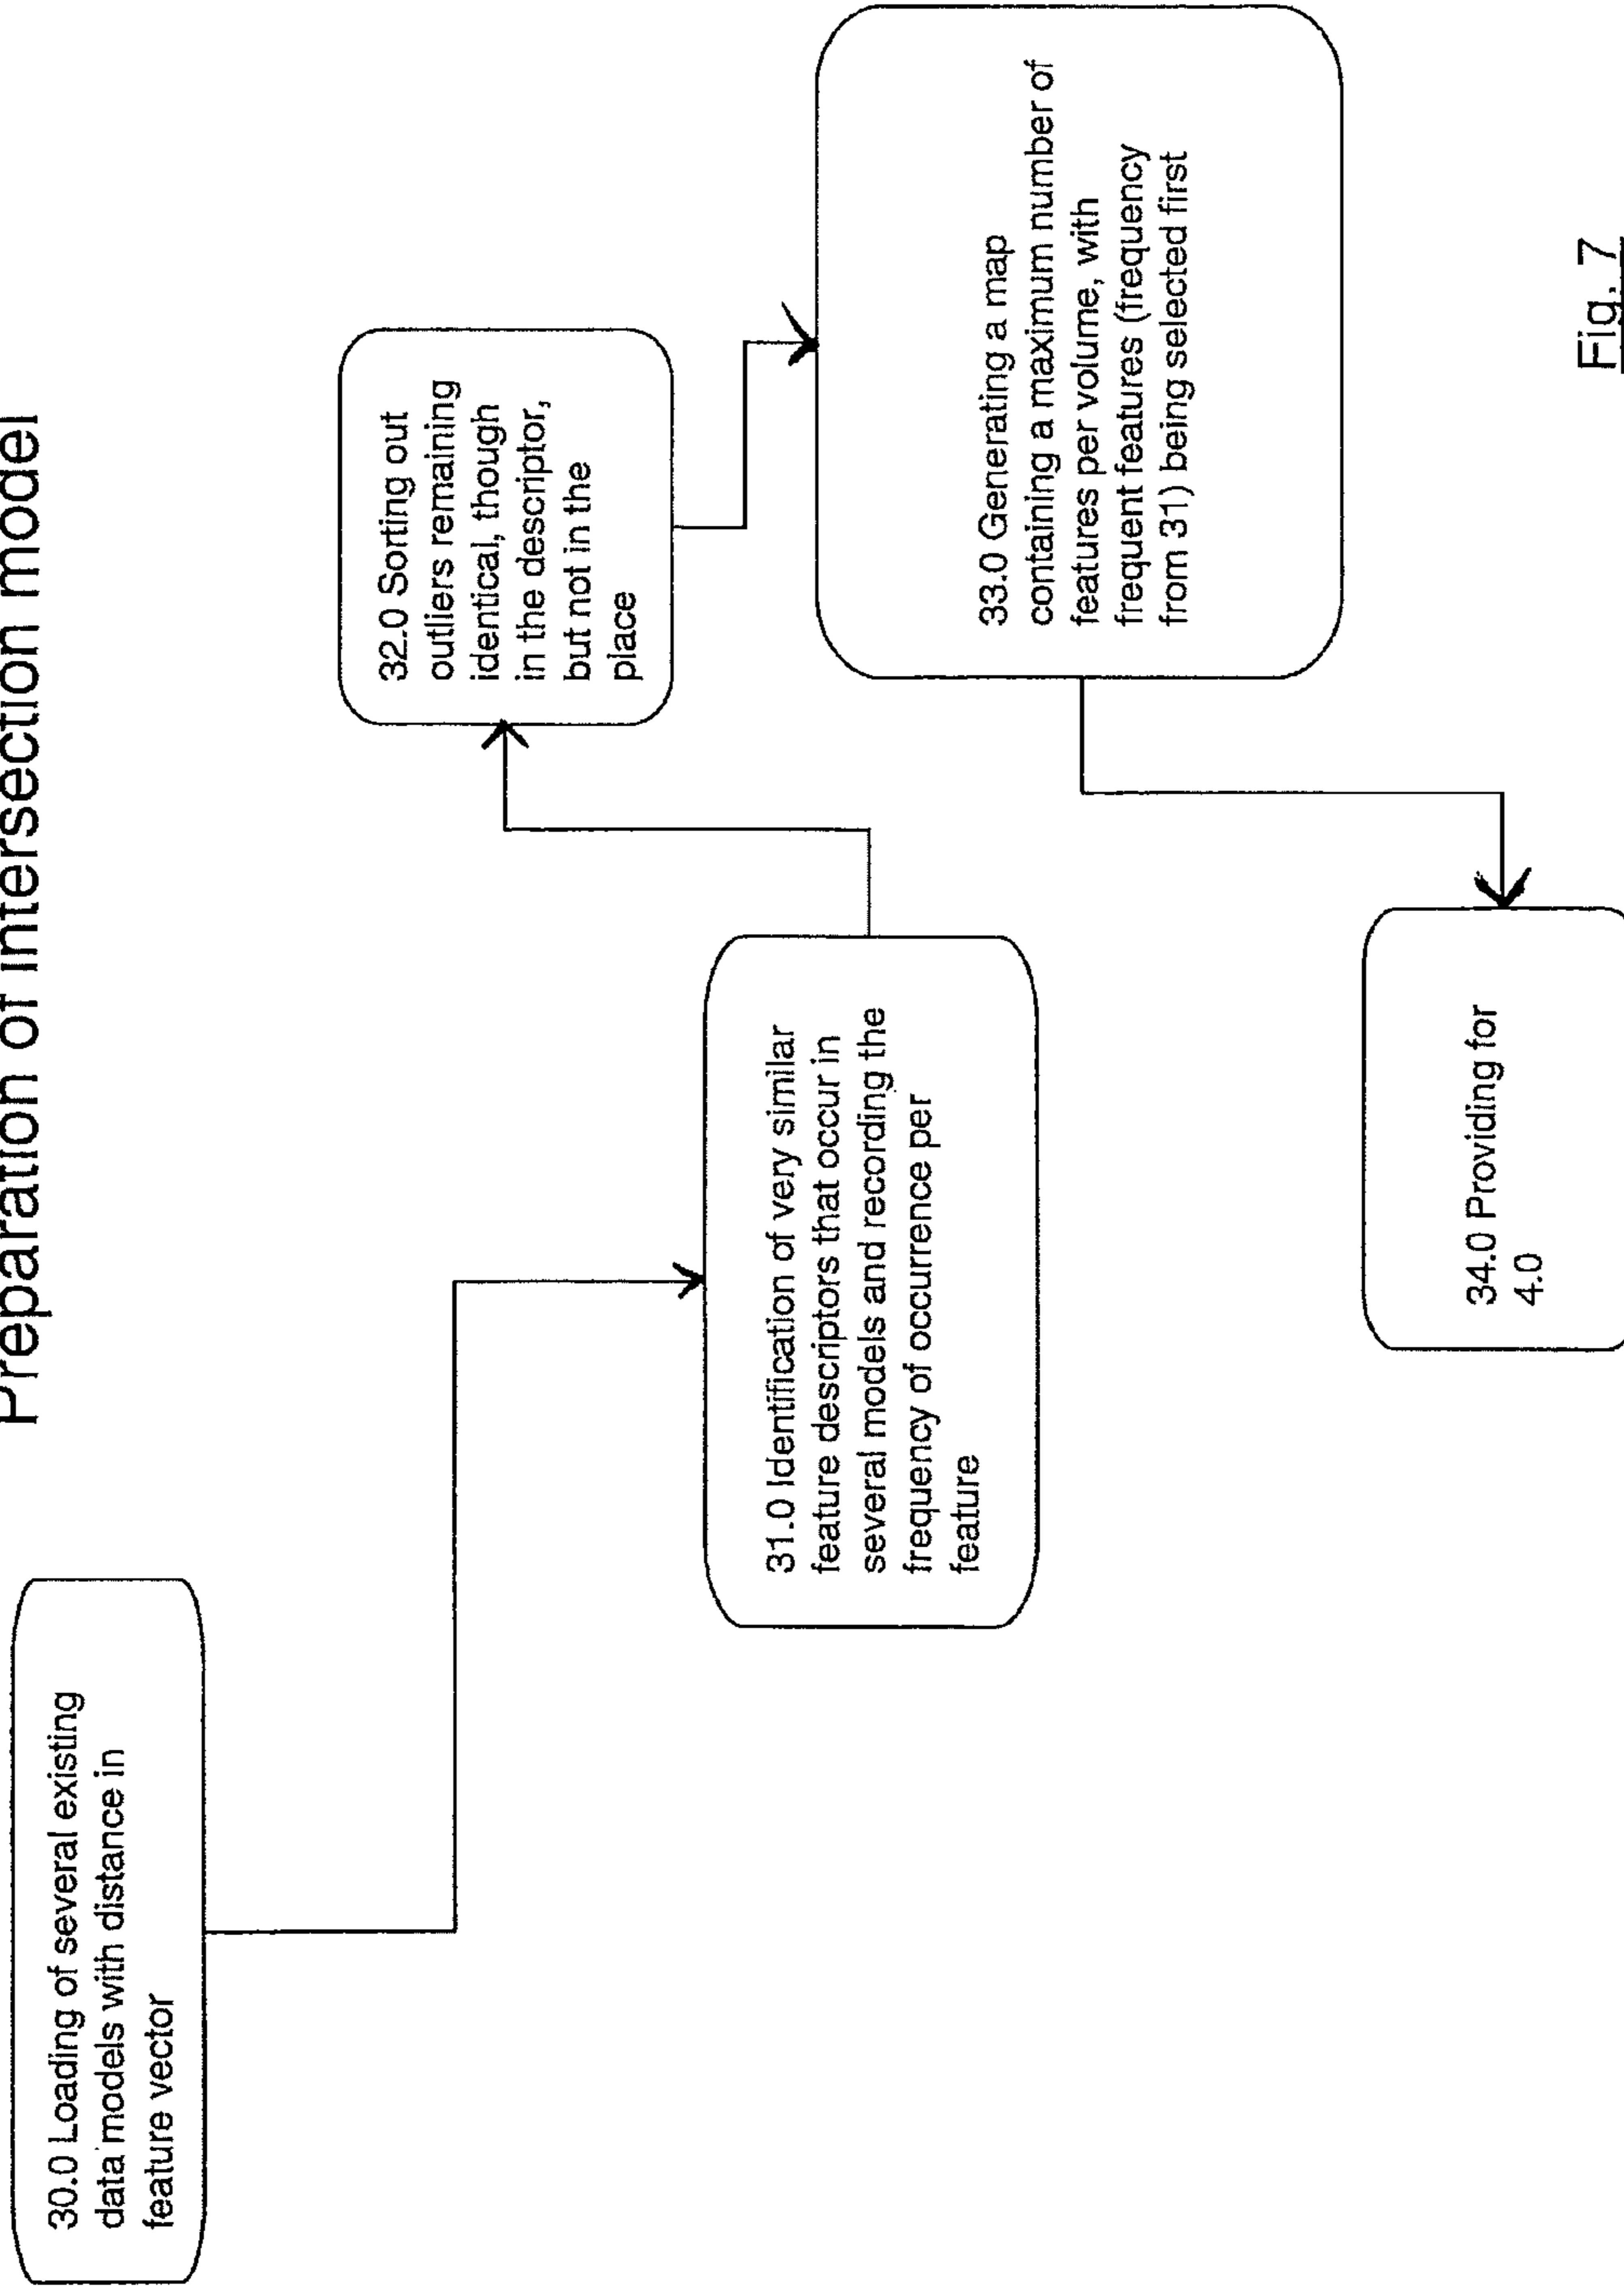 Preparation of intersection model
30.0 Loading of several existing
data models with distance in
feature vector
31.0 Identification of very similar
feature descriptors that occur in
several models and recording the
frequency of occurrence per
feature
32.0 Sorting out
outliers remaining
identical, though
in the descriptor,
but not in the
place
33.0 Generating a map
containing a maximum number of
features per volume, with
frequent features (frequency
from 31) being selected first
34.0 Providing for
4.0
Fig. 7